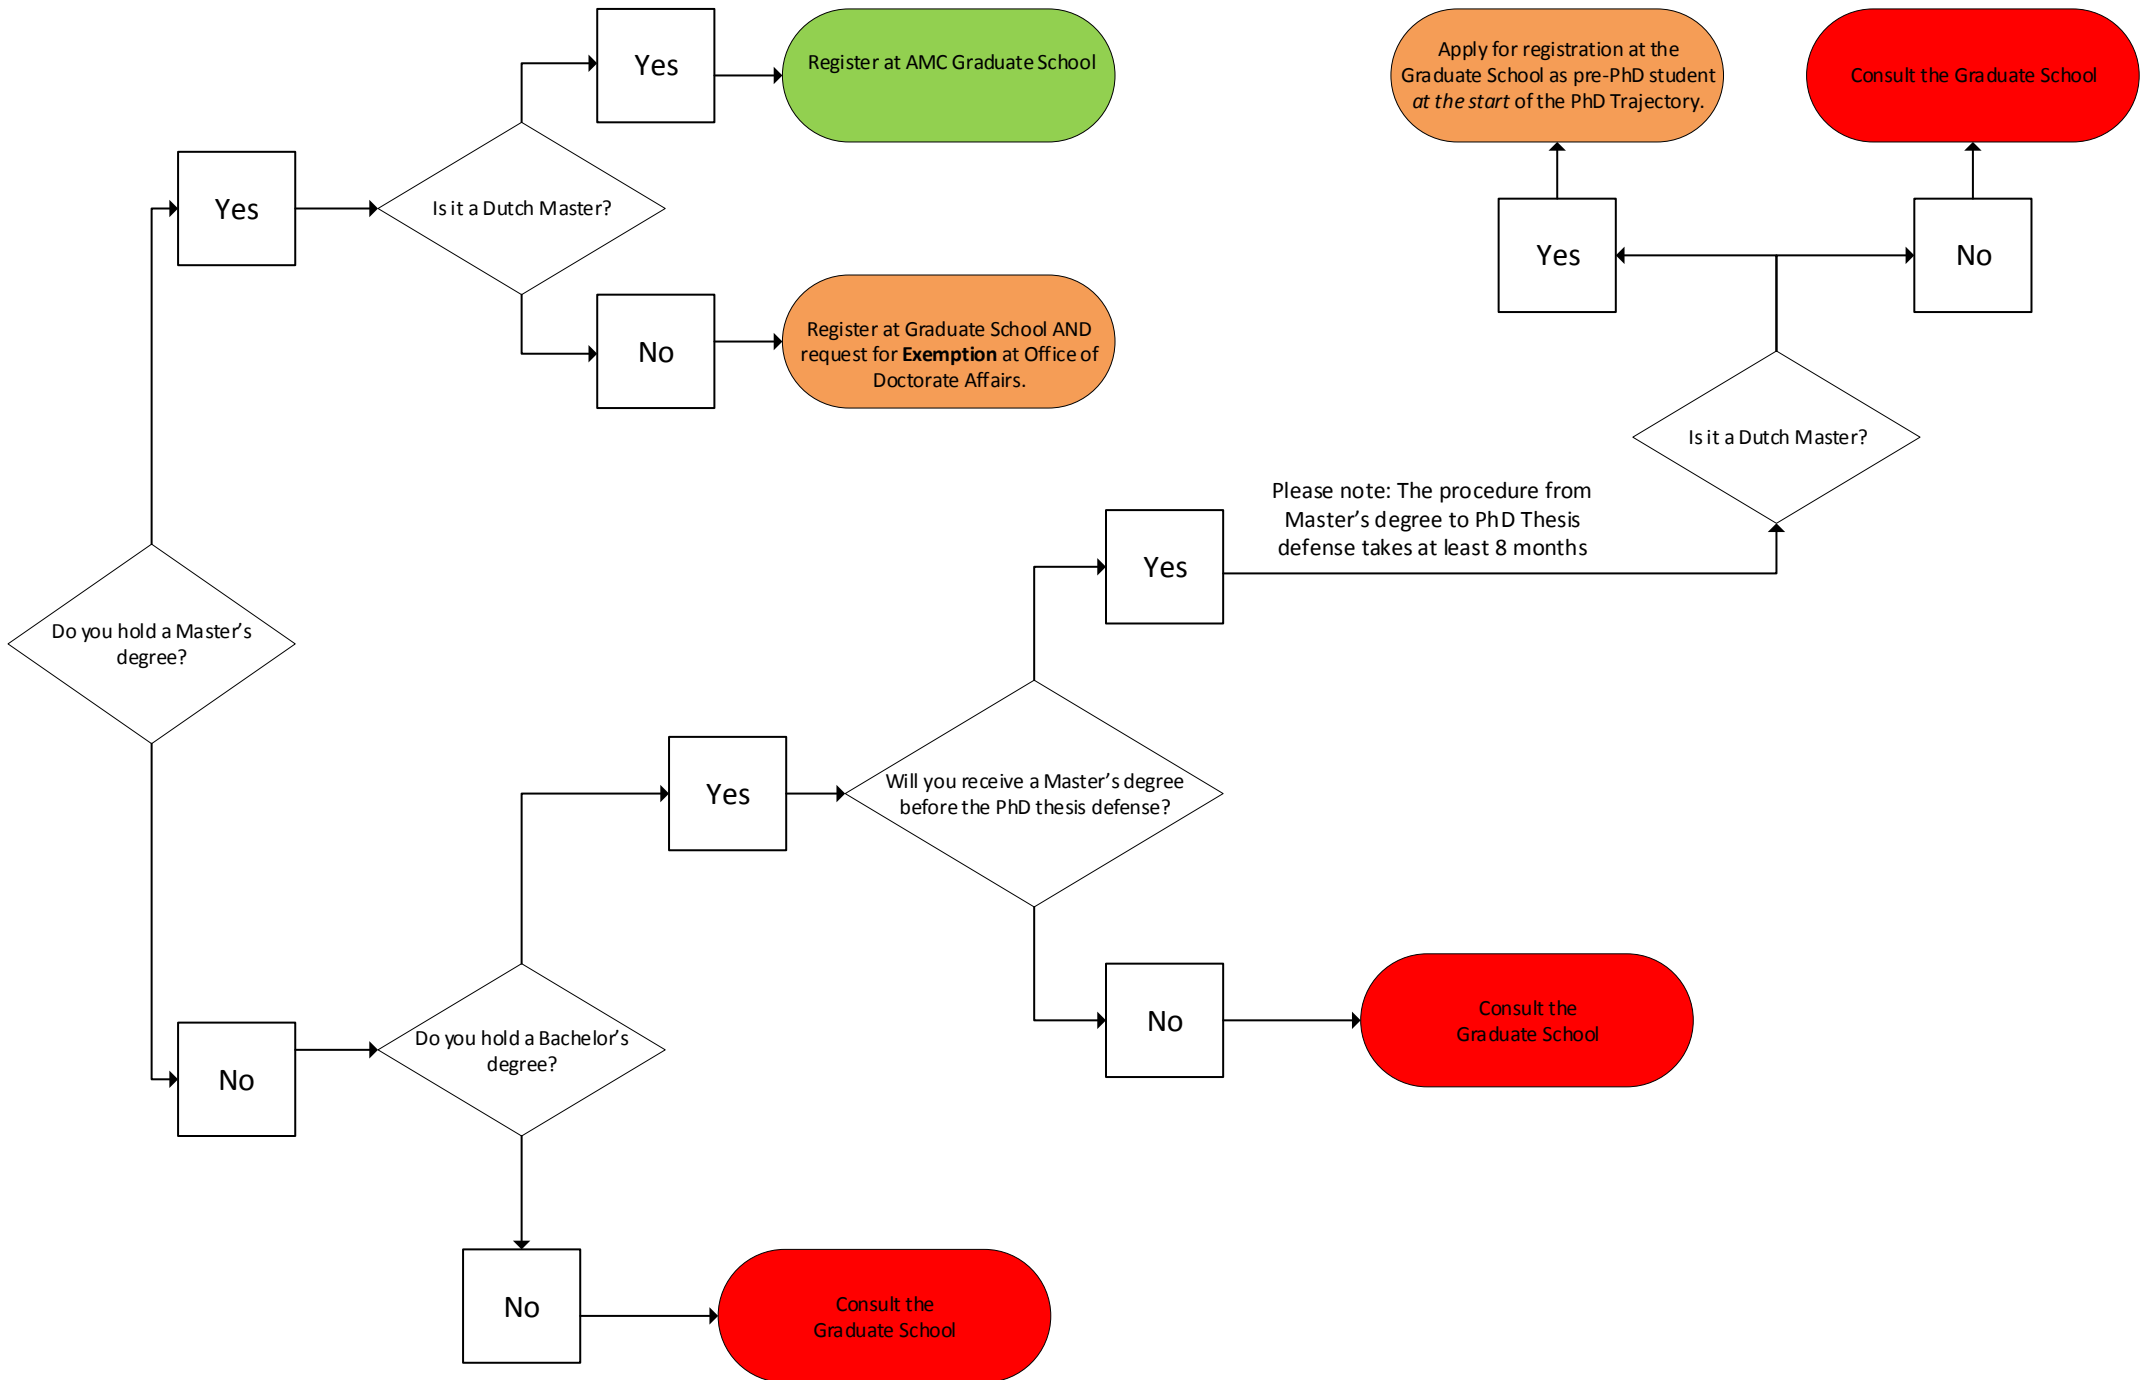 Yes
Register at AMC Graduate School
Apply for registration at the
Graduate School as pre-PhD student
at the start of the PhD Trajectory.
Consult the Graduate School
Yes
Is it a Dutch Master?
Yes
No
No
Register at Graduate School AND
request for Exemption at Office of
Doctorate Affairs.
Is it a Dutch Master?
Please note: The procedure from
Master’s degree to PhD Thesis
defense takes at least 8 months
Yes
Do you hold a Master’s
degree?
Yes
Will you receive a Master’s degree
before the PhD thesis defense?
No
Consult the
Graduate School
No
Do you hold a Bachelor’s
degree?
No
Consult the
Graduate School